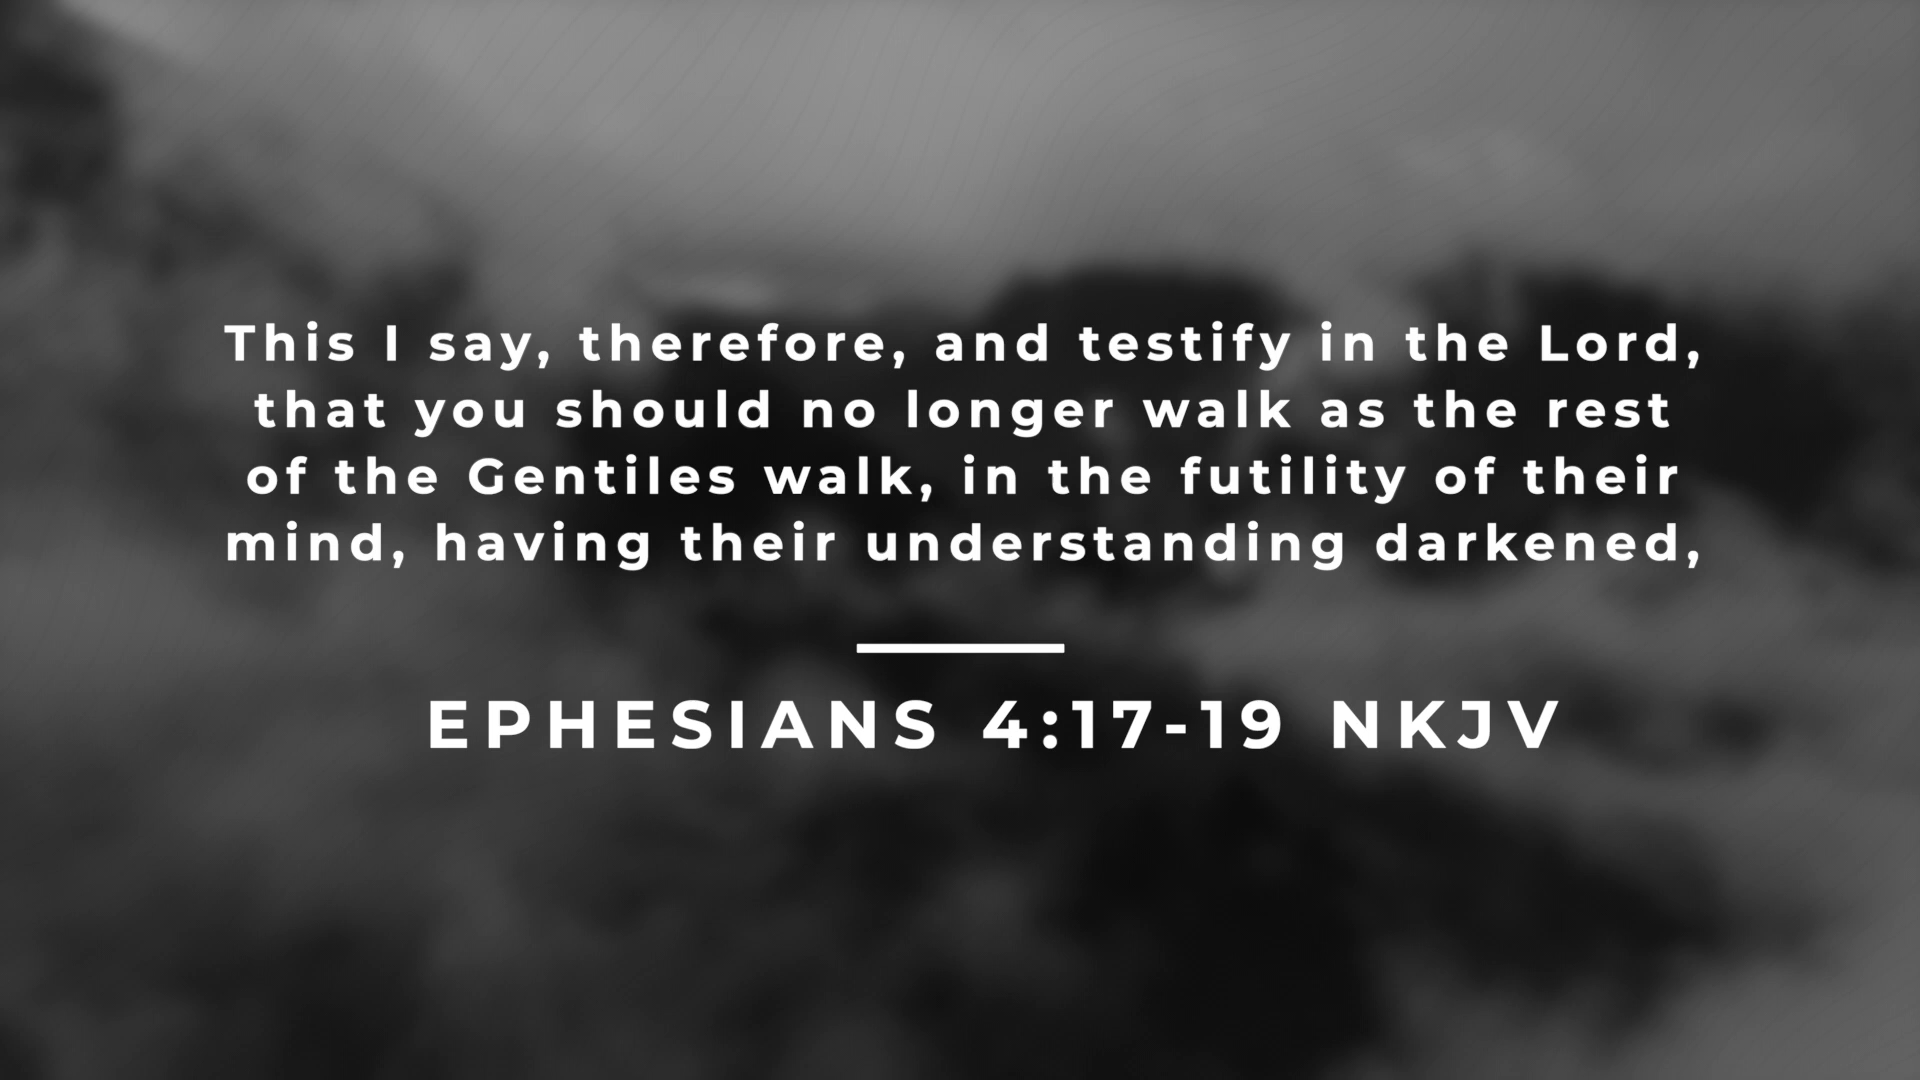 This I say, therefore, and testify in the Lord,
that you should no longer walk as the rest
of the Gentiles walk, in the futility of their
mind, having their understanding darkened,
EPHESIANS 4:17-19 NKJV